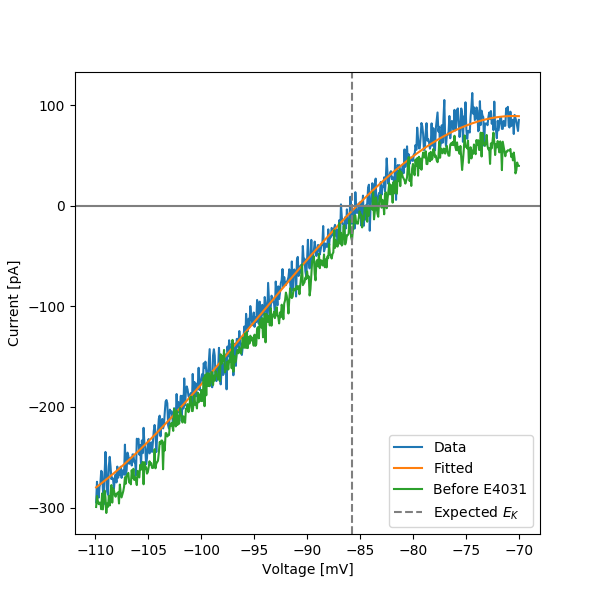 100
0
−100
−200
−300
Current [pA]
−110 −105 −100 −95 −90 −85 −80 −75 −70
Voltage [mV]
Data
Fitted
Before E4031
Expected E_K